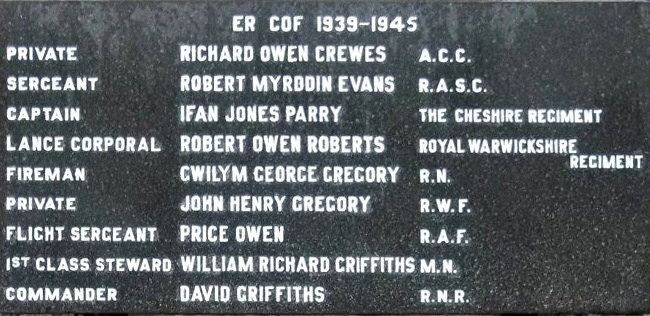 ER COF 1939-1945
PRIVATE RICHARD OWEN CREWES A.C.C.
SERGEANT ROBERT MYRDDIN EVANS R.A.S.C.
CAPTAIN IFAN JONES PARRY THE CHESHIRE REGIMENT
LANCE CORPORAL ROBERT OWEN ROBERTS ROYAL WARWICKSHIRE
REGIMENT
FIREMAN GWILYM GEORGE GREGORY R.N.
PRIVATE JOHN HENRY GREGORY R.W.F.
FLIGHT SERGEANT PRICE OWEN R.A.F.
1ST CLASS STEWARD WILLIAM RICHARD GRIFFITHS M.N.
COMMANDER DAVID GRIFFITHS R.N.R.